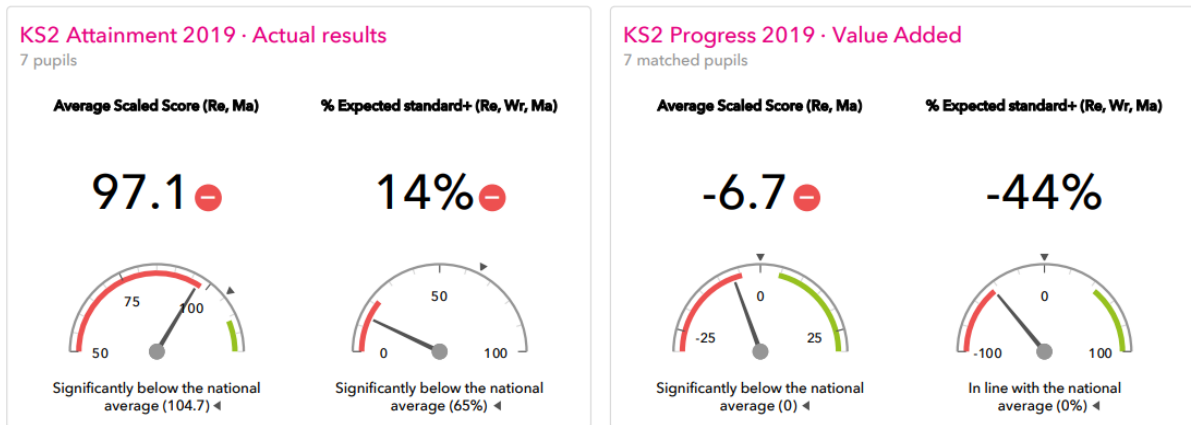 KS2 Attainment 2019 · Actual results
7 pupils
Average Scaled Score (Re, Ma)
% Expected standard+ (Re, Wr, Ma)
97.1
14%
75
100
50
50
0
100
Significantly below the national
average (104.7)
Significantly below the national
average (65%)
KS2 Progress 2019 · Value Added
7 matched pupils
Average Scaled Score (Re, Ma)
% Expected standard+ (Re, Wr, Ma)
-6.7
-44%
0
-25
25
0
-100
100
Significantly below the national
average (0)
In line with the national
average (0%)